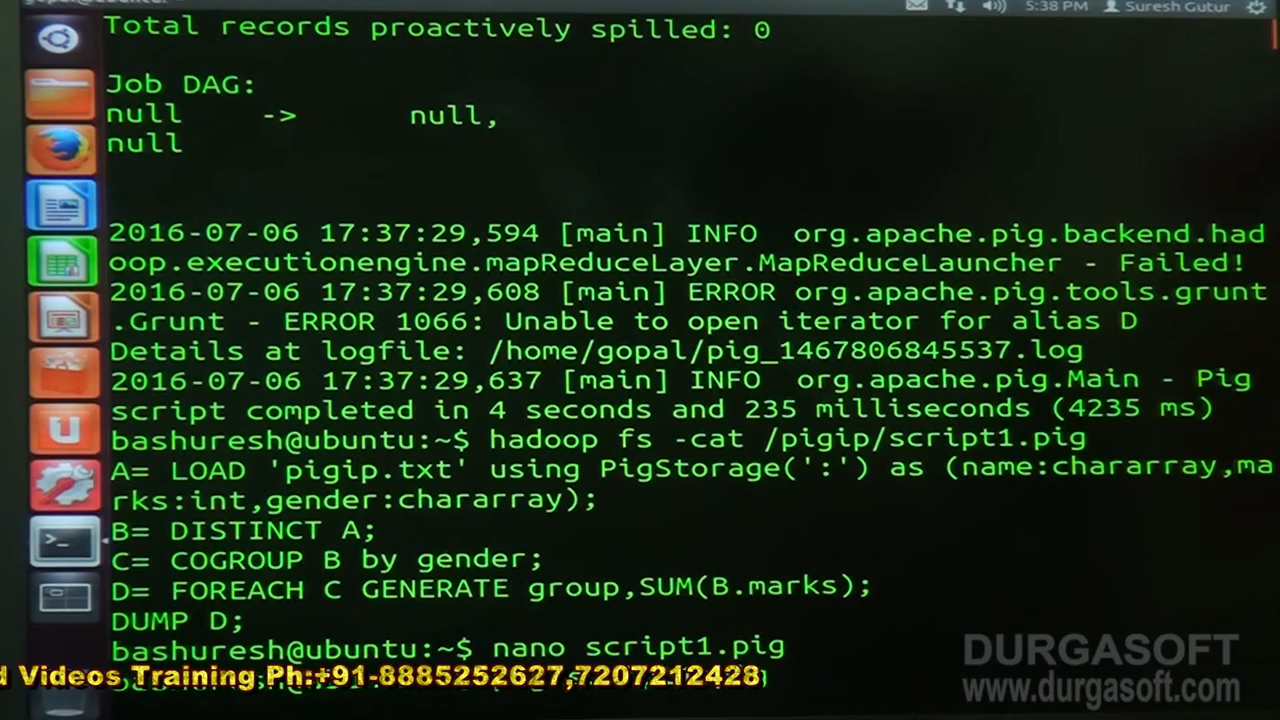 5:38 PM Suresh Gutur
Total records proactively spilled: 0
Job DAG:
null -> null,
null
2016-07-06 17:37:29,594 [main] INFO org.apache.pig.backend.had
oop.executionengine.mapReduceLayer.MapReduceLauncher - Failed!
2016-07-06 17:37:29,608 [main] ERROR org.apache.pig.tools.grunt
.Grunt - ERROR 1066: Unable to open iterator for alias D
Details at logfile: /home/gopal/pig_1467806845537.log
2016-07-06 17:37:29,637 [main] INFO org.apache.pig.Main - Pig
script completed in 4 seconds and 235 milliseconds (4235 ms)
bashuresh@ubuntu:~$ hadoop fs -cat /pigip/script1.pig
A= LOAD 'pigip.txt' using PigStorage(':') as (name:chararray,ma
rks:int,gender:chararray);
B= DISTINCT A;
C= COGROUP B by gender;
D= FOREACH C GENERATE group,SUM(B.marks);
DUMP D;
bashuresh@ubuntu:~$ nano script1.pig
d Videos Training Ph:+91-8885252627,7207212428
DURGASOFT
www.durgasoft.com